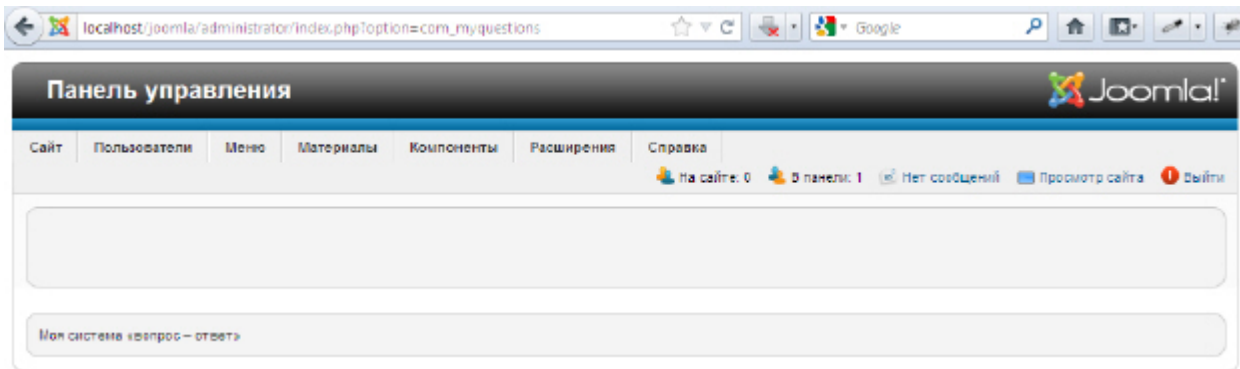 localhost/joomla/administrator/index.php?option=com_myquestions
Google
Панель управления
Joomla!
Сайт Пользователи Меню Материалы Компоненты Расширения Справка
На сайте: 0 В панели: 1 Нет сообщений Просмотр сайта Выйти
Моя система «вопрос – ответ»